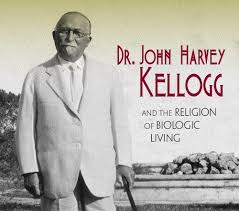 DR. JOHN HARVEY
KELLOGG
AND THE RELIGION
OF BIOLOGIC
LIVING